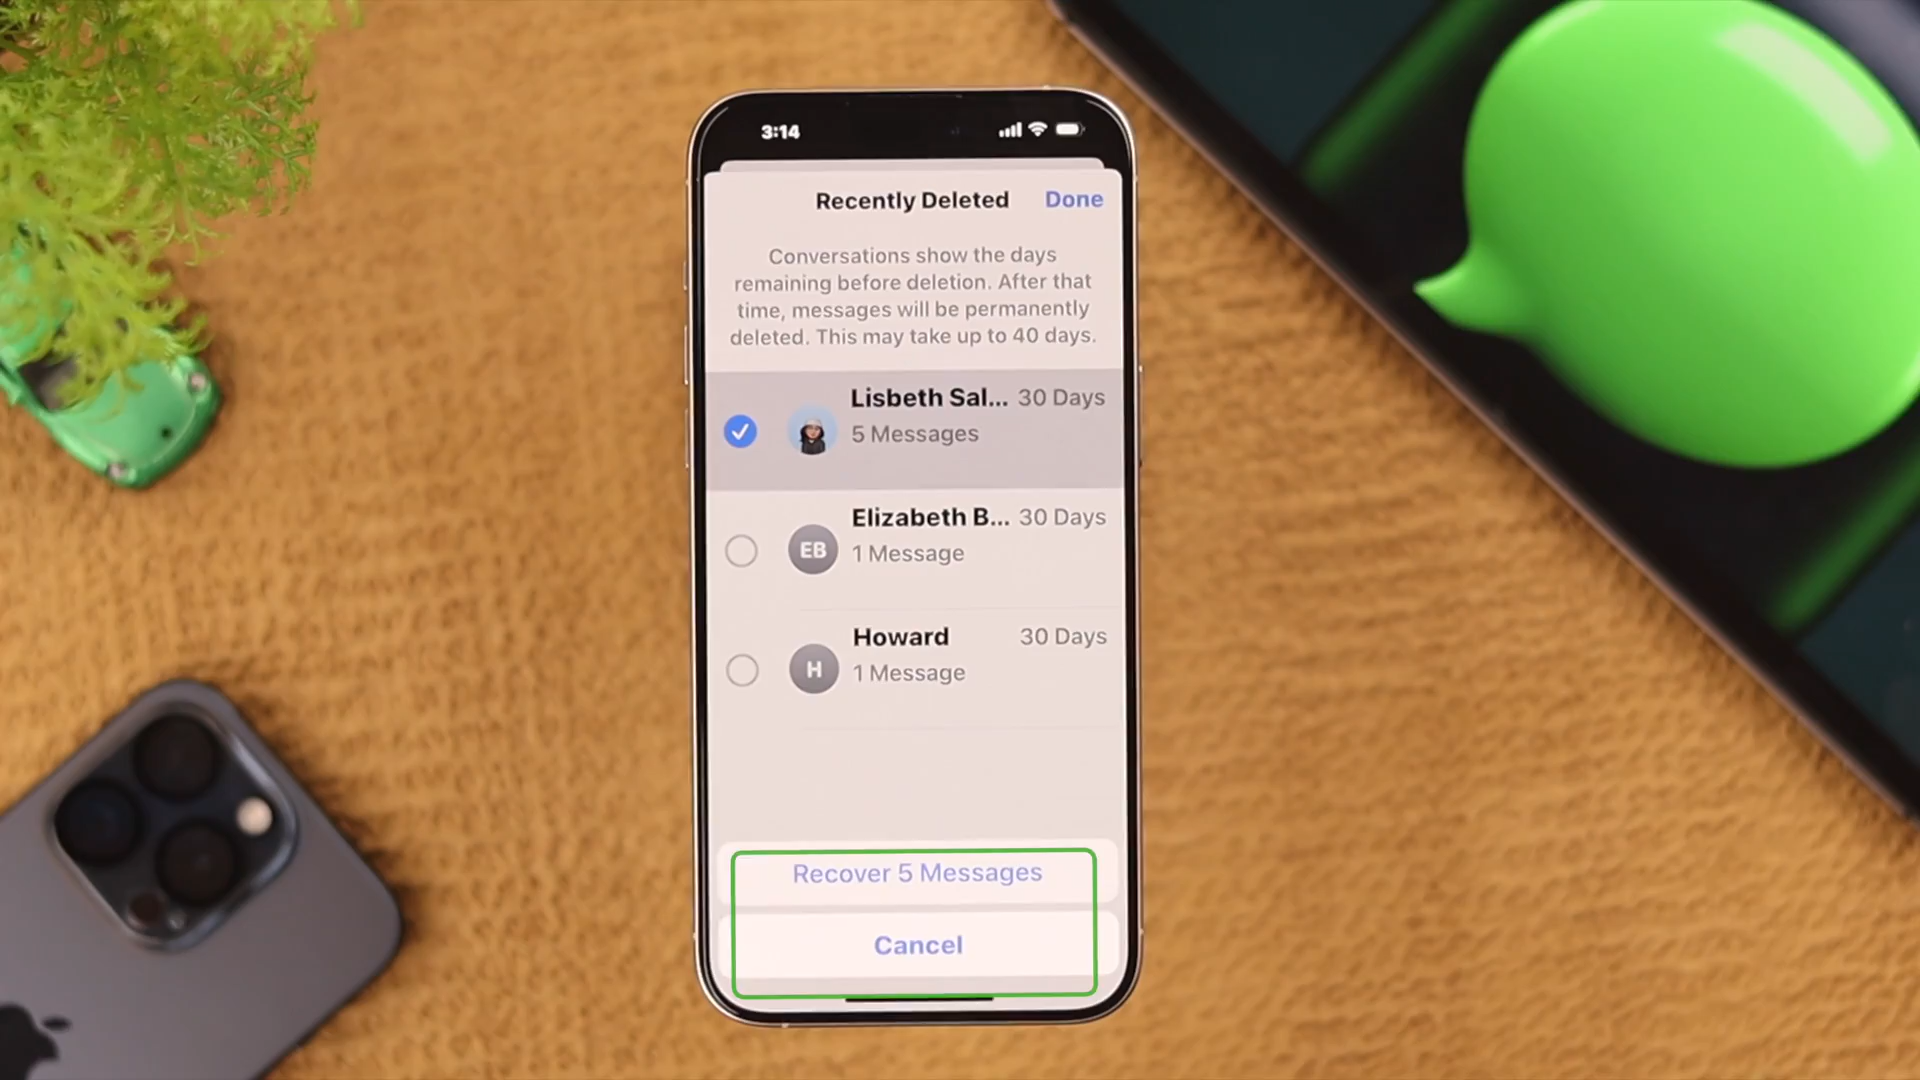 3:14
Recently Deleted
Done
Conversations show the days
remaining before deletion. After that
time, messages will be permanently
deleted. This may take up to 40 days.
Lisbeth Sal... 30 Days
5 Messages
EB
Elizabeth B... 30 Days
1 Message
H
Howard 30 Days
1 Message
Recover 5 Messages
Cancel